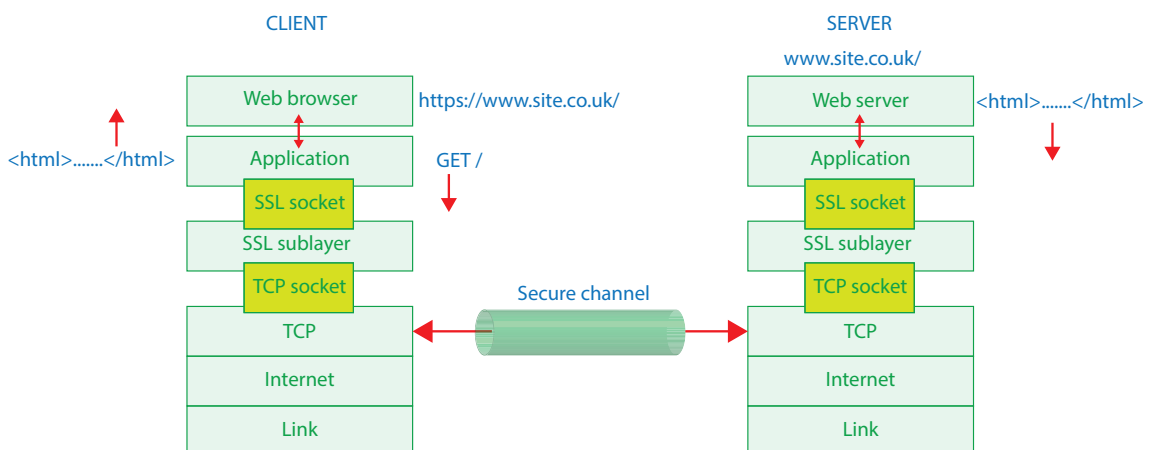 CLIENT
SERVER
www.site.co.uk/
Web browser
https://www.site.co.uk/
Web server
<html>.......</html>
<html>.......</html>
Application
GET /
Application
SSL socket
SSL socket
SSL sublayer
SSL sublayer
TCP socket
Secure channel
TCP socket
TCP
TCP
Internet
Internet
Link
Link